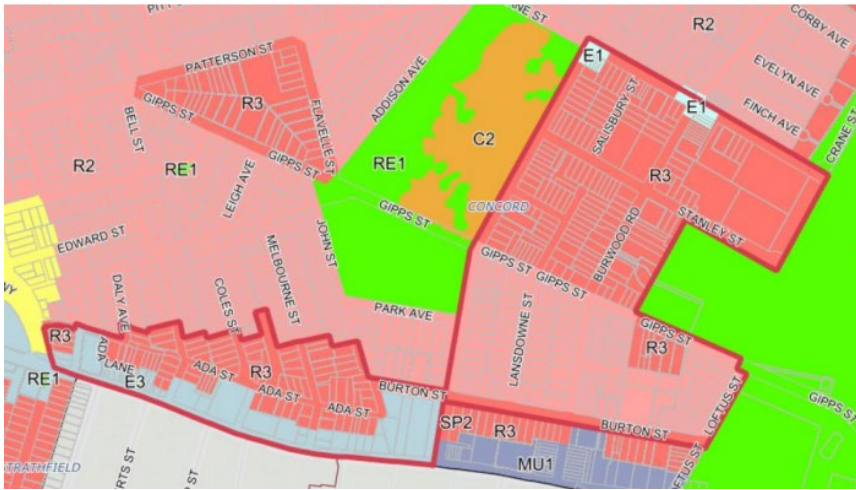 PATTERSON ST
GIPPS ST
R3
FLAVELLE ST
ADDISON AVE
C2
E1
R2
CORBY AVE
EVELYN AVE
FINCH AVE
CRANE ST
SALISBURY ST
E1
BELL ST
R2
RE1
LEIGH AVE
GIPPS ST
RE1
GIPPS ST
CONCORD
R3
STANLEY ST
BURWOOD RD
EDWARD ST
JOHN ST
MELBOURNE ST
GIPPS ST
GIPPS ST
DALY AVE
COLES ST
PARK AVE
LANSDOWNE ST
GIPPS ST
R3
R3
ADA
LANE
E3
ADA ST
R3
ADA ST
ADA ST
RE1
BURTON ST
SP2
R3
BURTON ST
LOFTUS ST
GIPPS ST
MU1